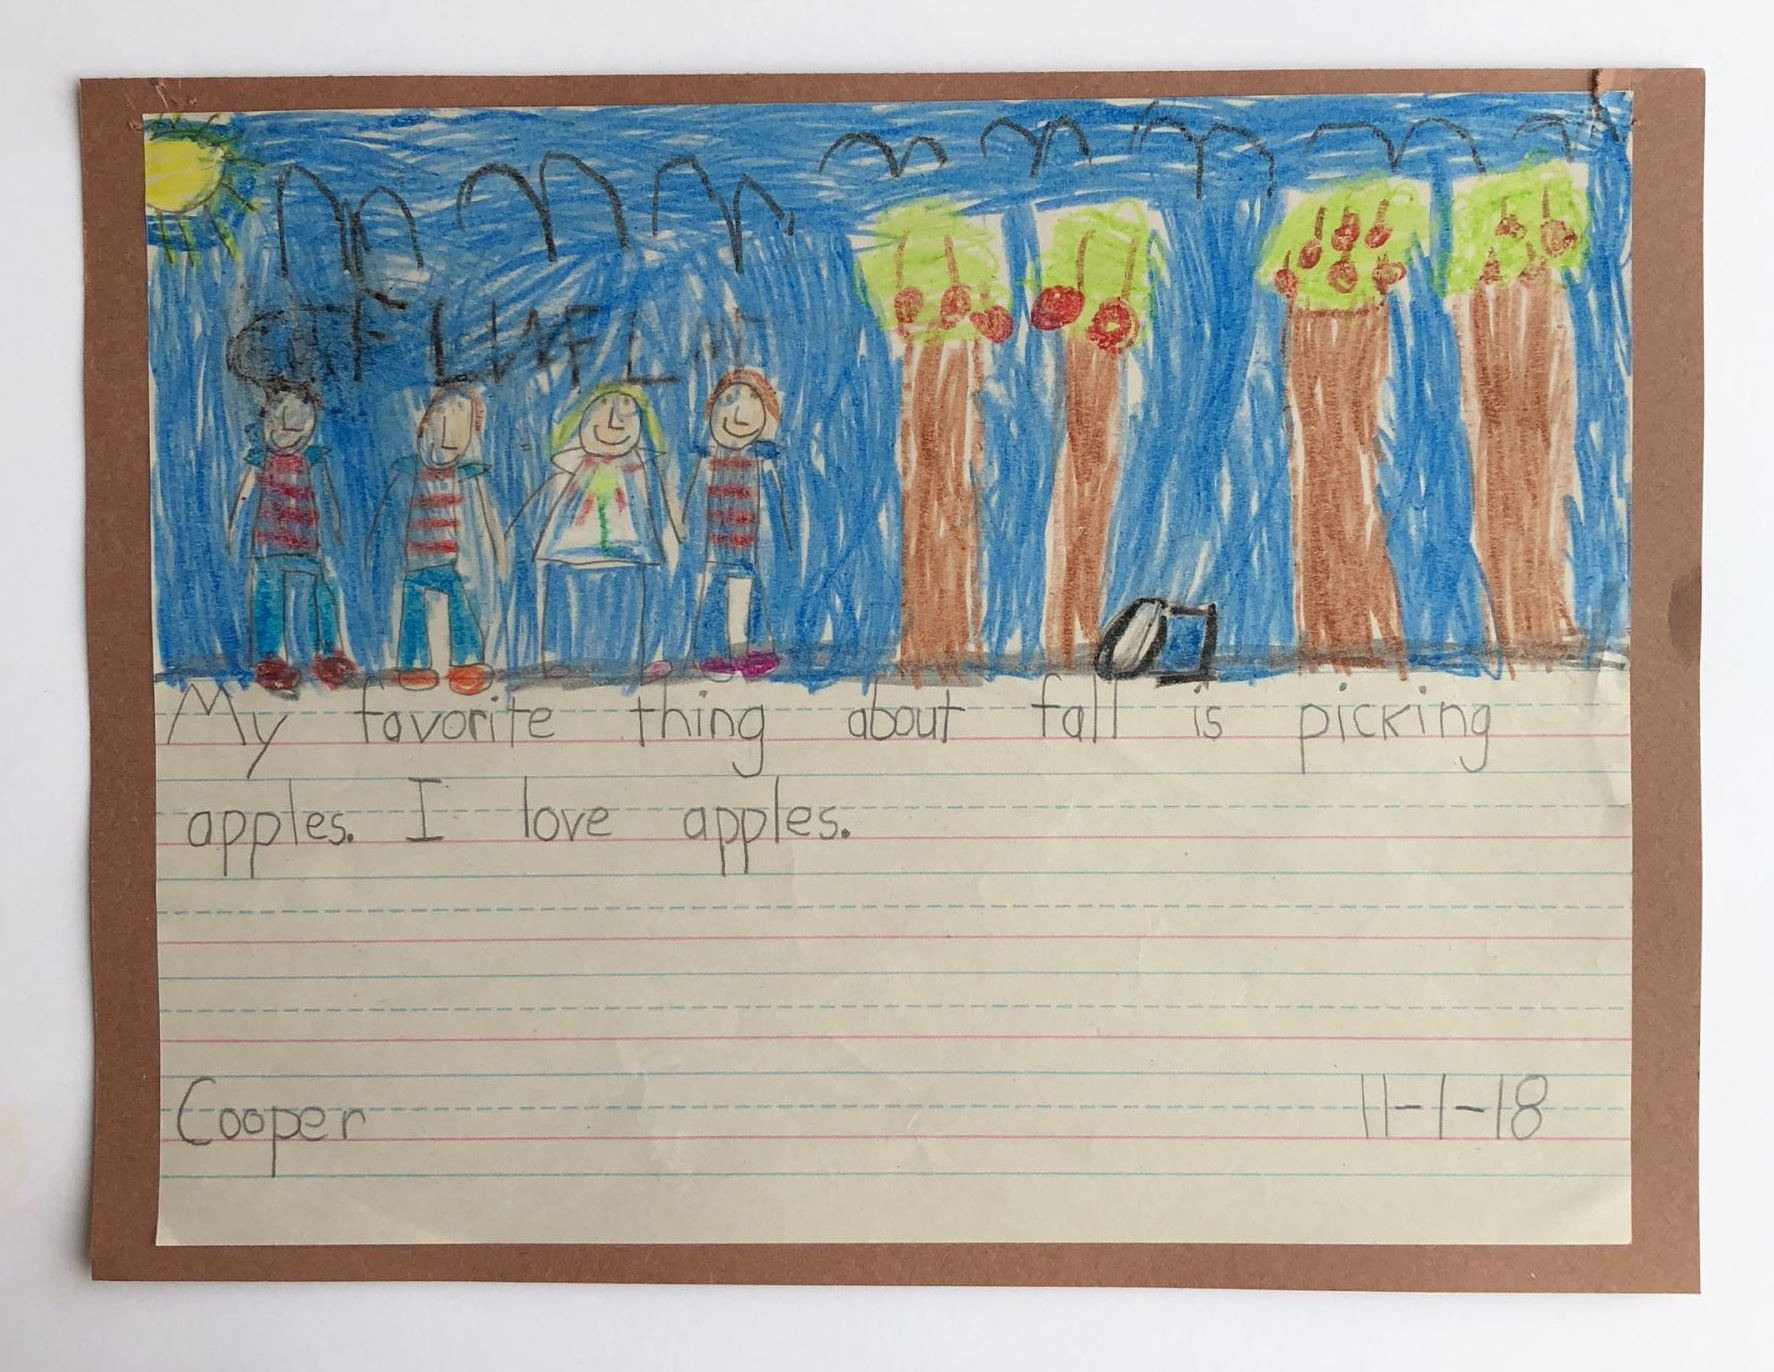 My favorite thing about fall is picking
apples. I love apples.
Cooper
11-1-18